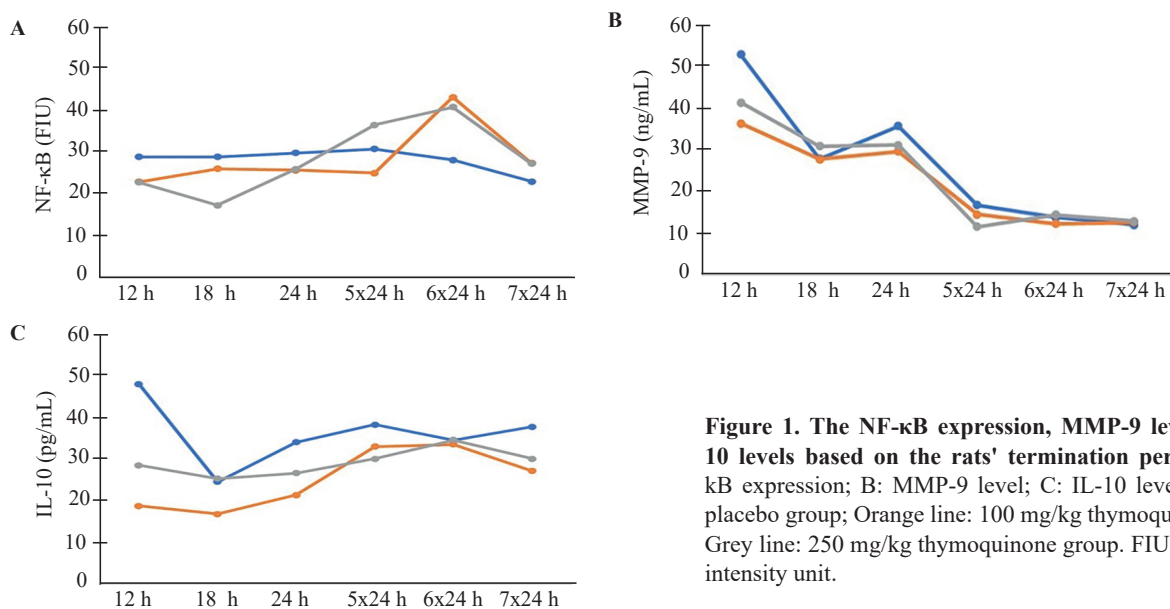 A
NF-κB (FIU)
60
50
40
30
20
10
0
12 h 18 h 24 h 5x24 h 6x24 h 7x24 h
B
MMP-9 (ng/mL)
60
50
40
30
20
10
0
12 h 18 h 24 h 5x24 h 6x24 h 7x24 h
C
IL-10 (pg/mL)
60
50
40
30
20
10
0
12 h 18 h 24 h 5x24 h 6x24 h 7x24 h
Figure 1. The NF-κB expression, MMP-9 lev
10 levels based on the rats' termination per
kB expression; B: MMP-9 level; C: IL-10 leve
placebo group; Orange line: 100 mg/kg thymoqu
Grey line: 250 mg/kg thymoquinone group. FIU
intensity unit.